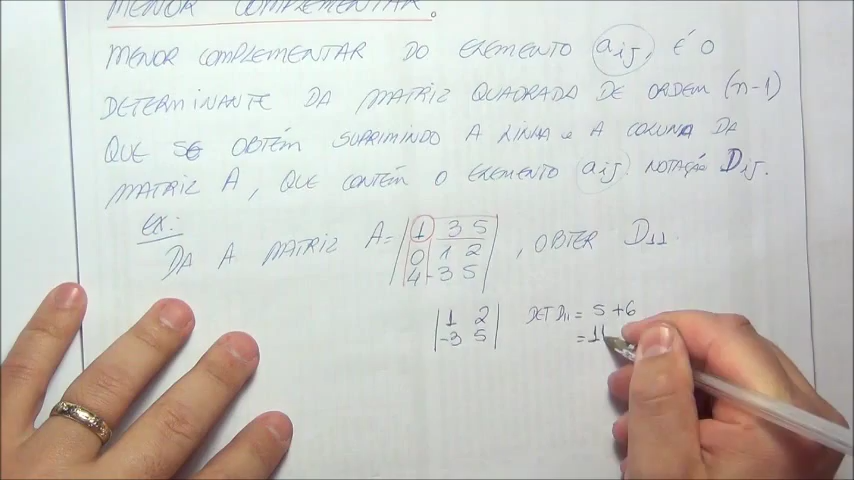 MENOR COMPLEMENTAR.
MENOR COMPLEMENTAR DO ELEMENTO aij, É O
DETERMINANTE DA MATRIZ QUADRADA DE ORDEM (n-1)
QUE SE OBTÉM SUPRIMINDO A LINHA e A COLUNA DA
MATRIZ A, QUE CONTÉM O ELEMENTO aij. NOTAÇÃO Dij.
EX:
DA A MATRIZ A= |1 3 5| , OBTER D11.
|0 1 2|
|4 -3 5|
|1 2| DET D11 = 5 +6
|-3 5| = 11